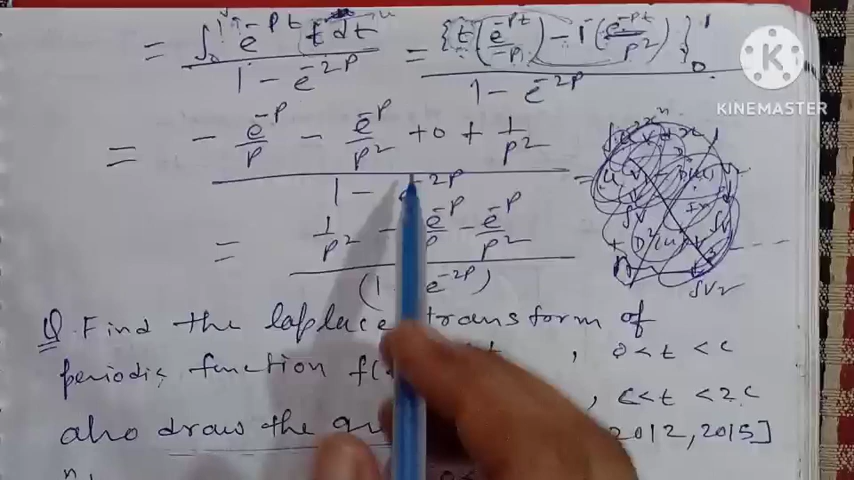 = ∫₀¹ e^{-pt} t dt / 1 - e^{-2p} = {t(e^{-pt}/-p) - 1(e^{-pt}/p²)}₀¹ / 1 - e^{-2p}
KINEMASTER
= - e^{-p}/p - e^{-p}/p² + 0 + 1/p² / 1 - e^{-2p} =
= 1/p² - e^{-p}/p - e^{-p}/p² / (1 e^{-2p})
Q. Find the laplace transform of
periodic function f( t , 0<t<c
, c<t<2c
also draw the 2012, 2015]